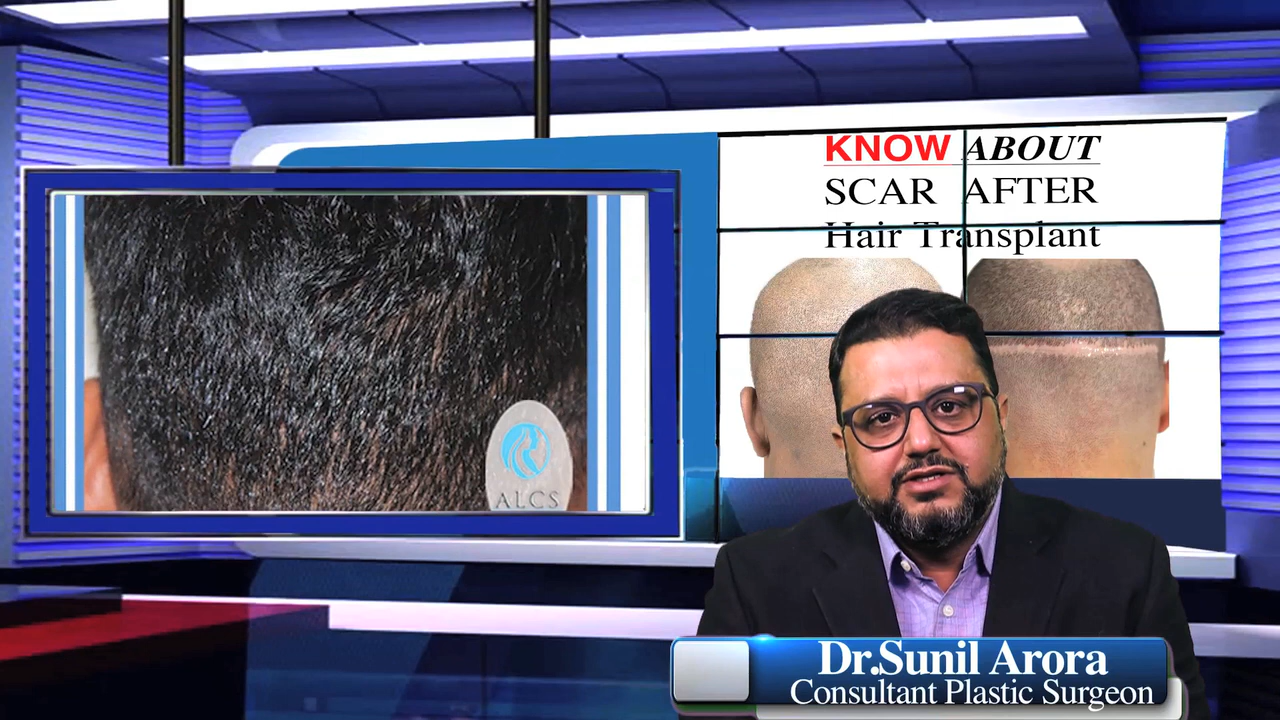 KNOW ABOUT
SCAR AFTER
Hair Transplant
ALCS
Dr.Sunil Arora
Consultant Plastic Surgeon